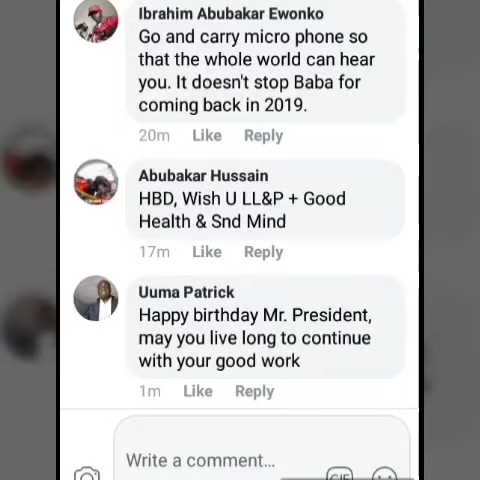 Ibrahim Abubakar Ewonko
Go and carry micro phone so
that the whole world can hear
you. It doesn't stop Baba for
coming back in 2019.
20m Like Reply
Abubakar Hussain
HBD, Wish U LL&P + Good
Health & Snd Mind
17m Like Reply
Uuma Patrick
Happy birthday Mr. President,
may you live long to continue
with your good work
1m Like Reply
Write a comment...
GIF